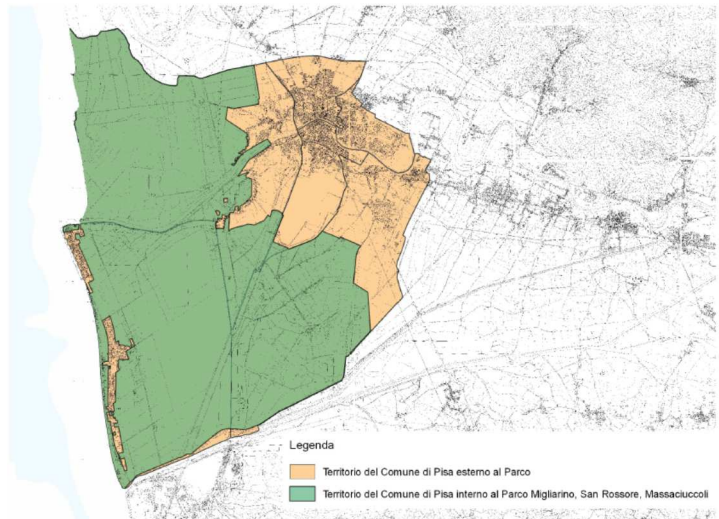 Legenda
Territorio del Comune di Pisa esterno al Parco
Territorio del Comune di Pisa interno al Parco Migliarino, San Rossore, Massaciuccoli